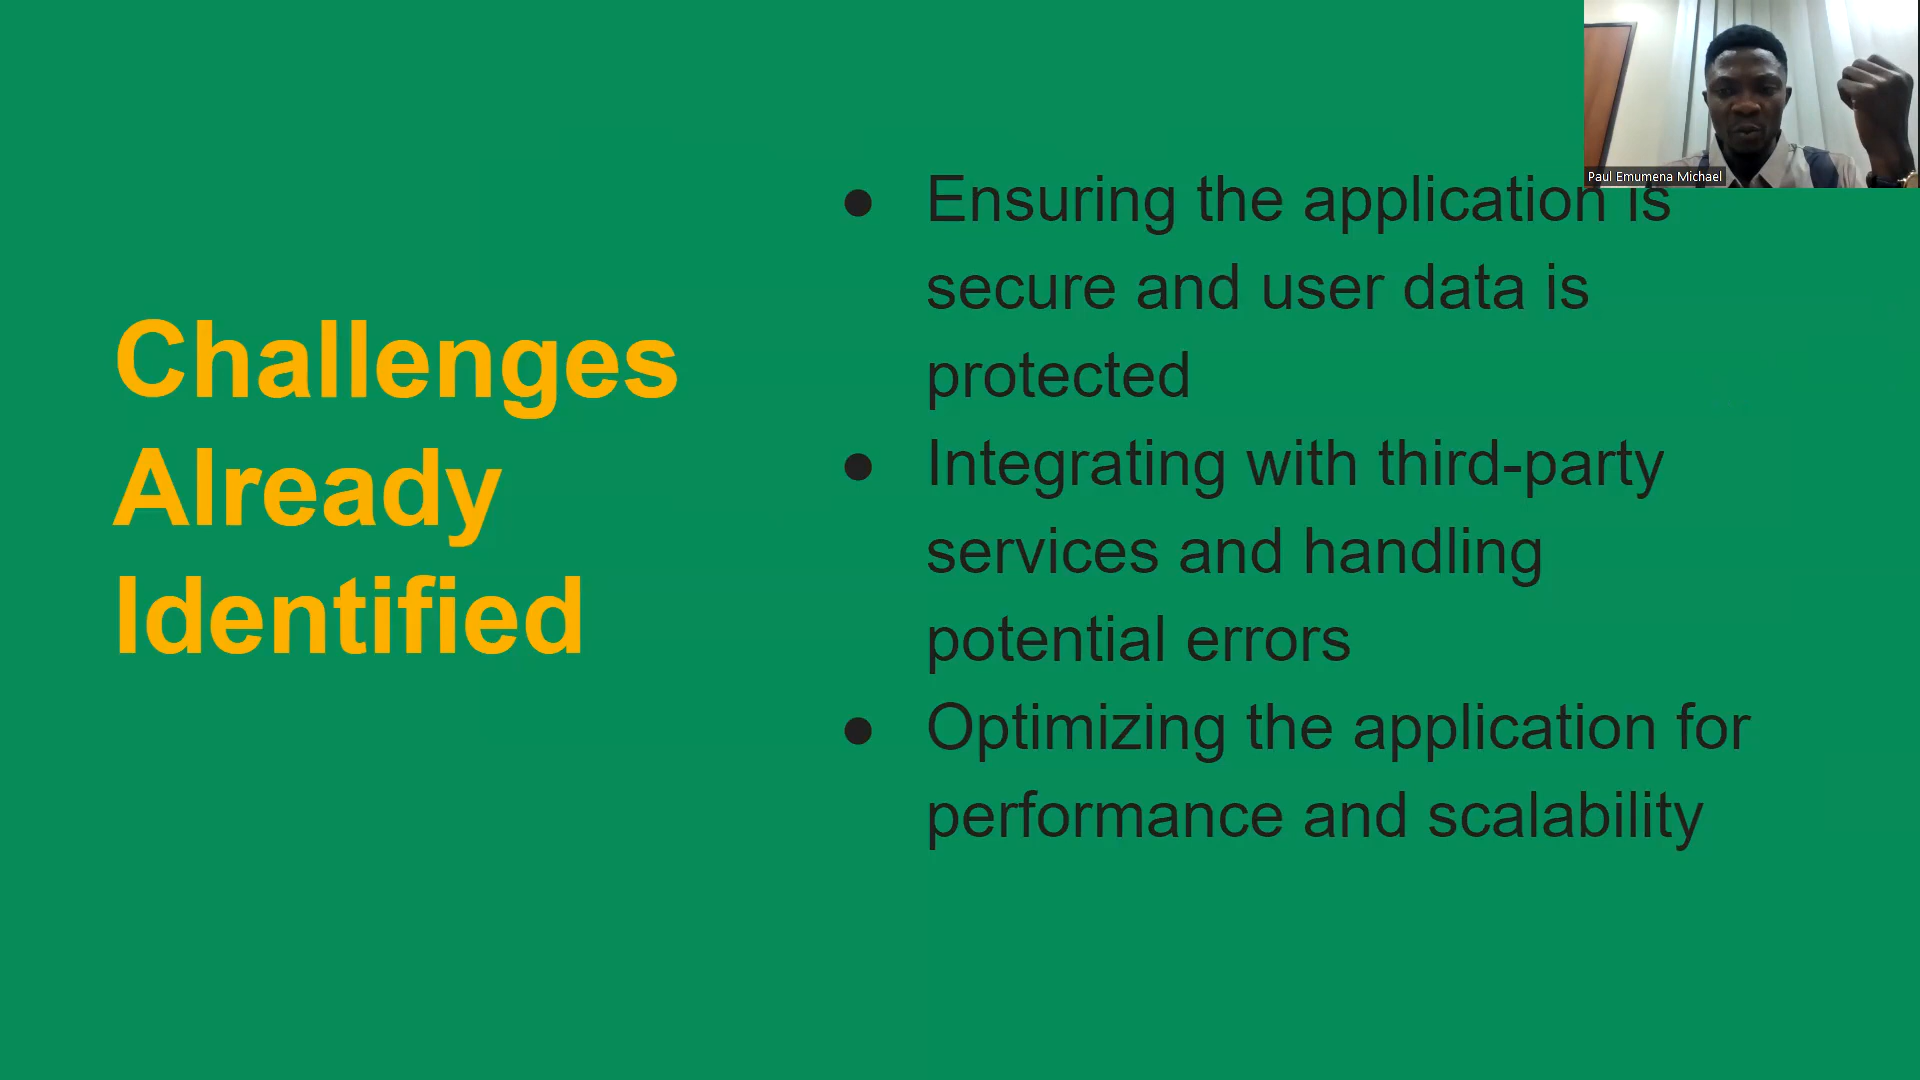 Challenges
Already
Identified
● Ensuring the application is
secure and user data is
protected
● Integrating with third-party
services and handling
potential errors
● Optimizing the application for
performance and scalability
Paul Emumena Michael